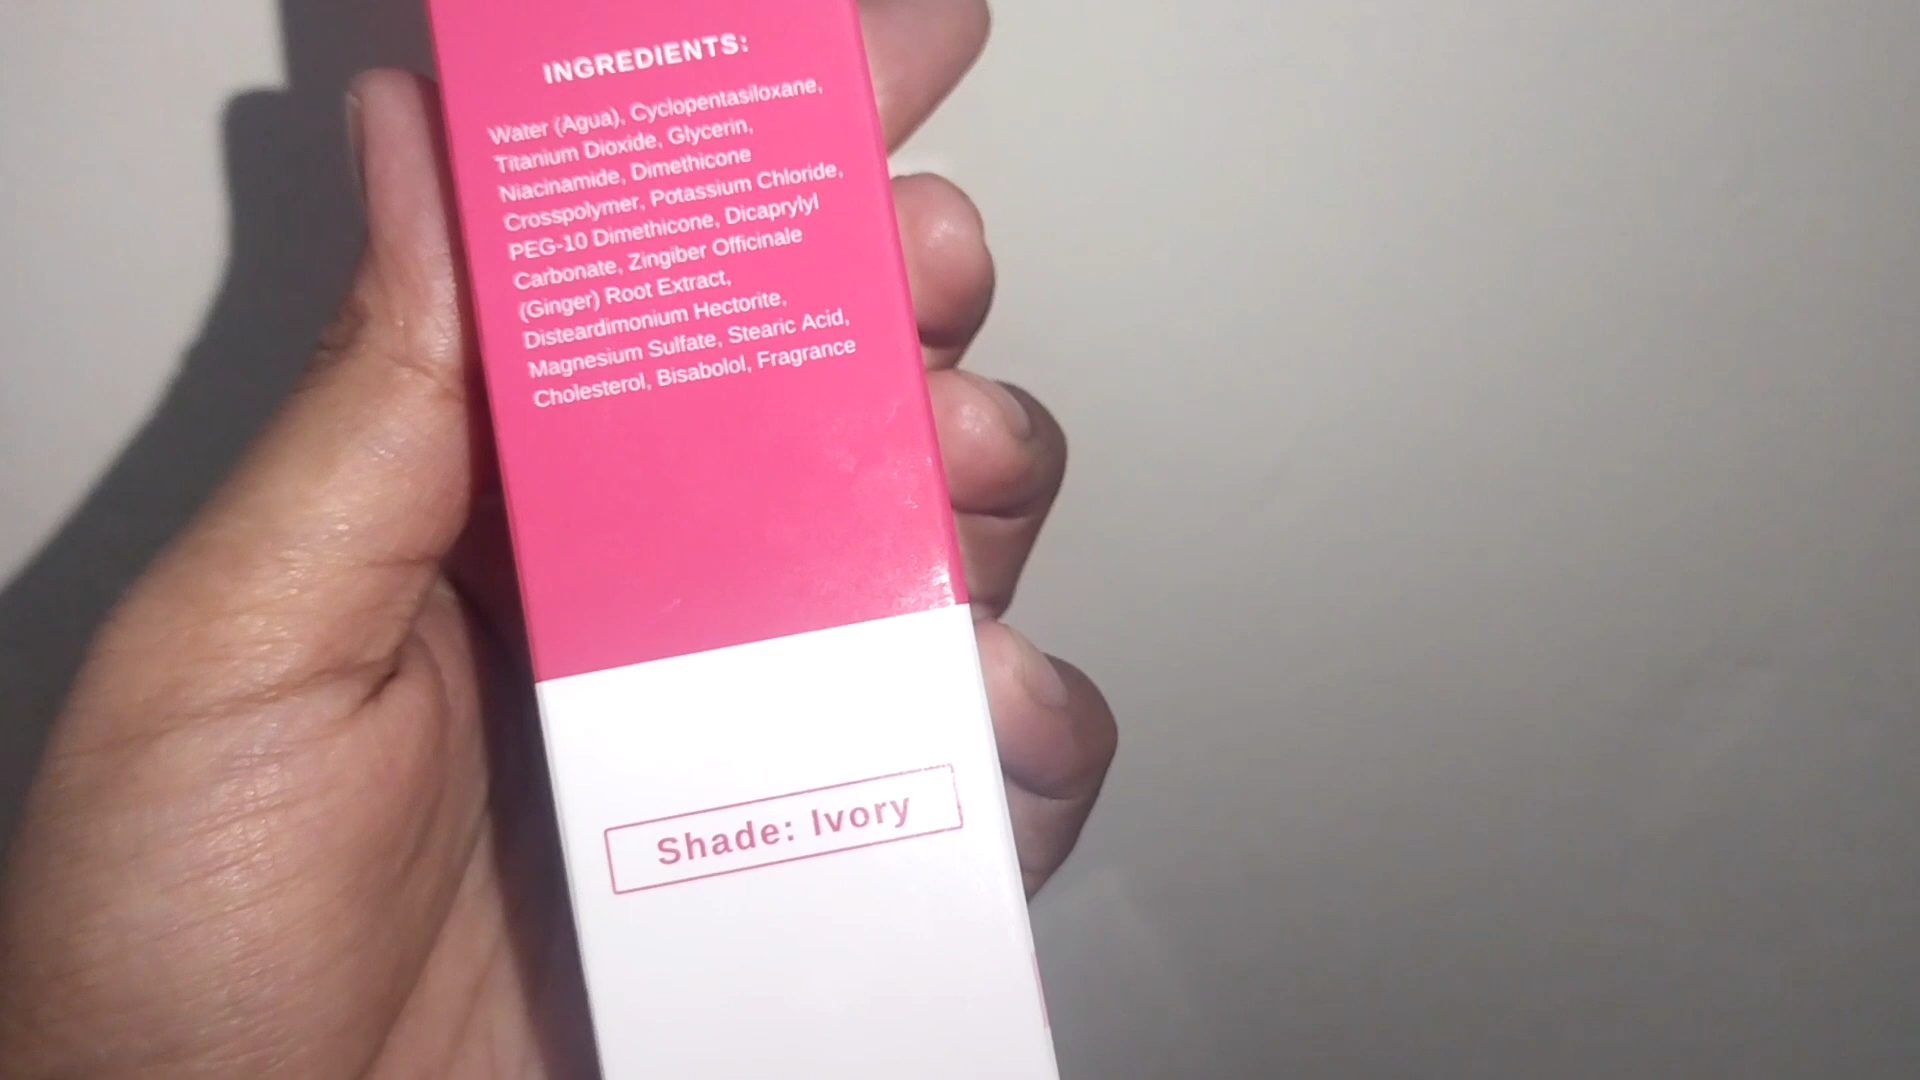 INGREDIENTS:
Water (Agua), Cyclopentasiloxane,
Titanium Dioxide, Glycerin,
Niacinamide, Dimethicone
Crosspolymer, Potassium Chloride,
PEG-10 Dimethicone, Dicaprylyl
Carbonate, Zingiber Officinale
(Ginger) Root Extract,
Disteardimonium Hectorite,
Magnesium Sulfate, Stearic Acid,
Cholesterol, Bisabolol, Fragrance
Shade: Ivory